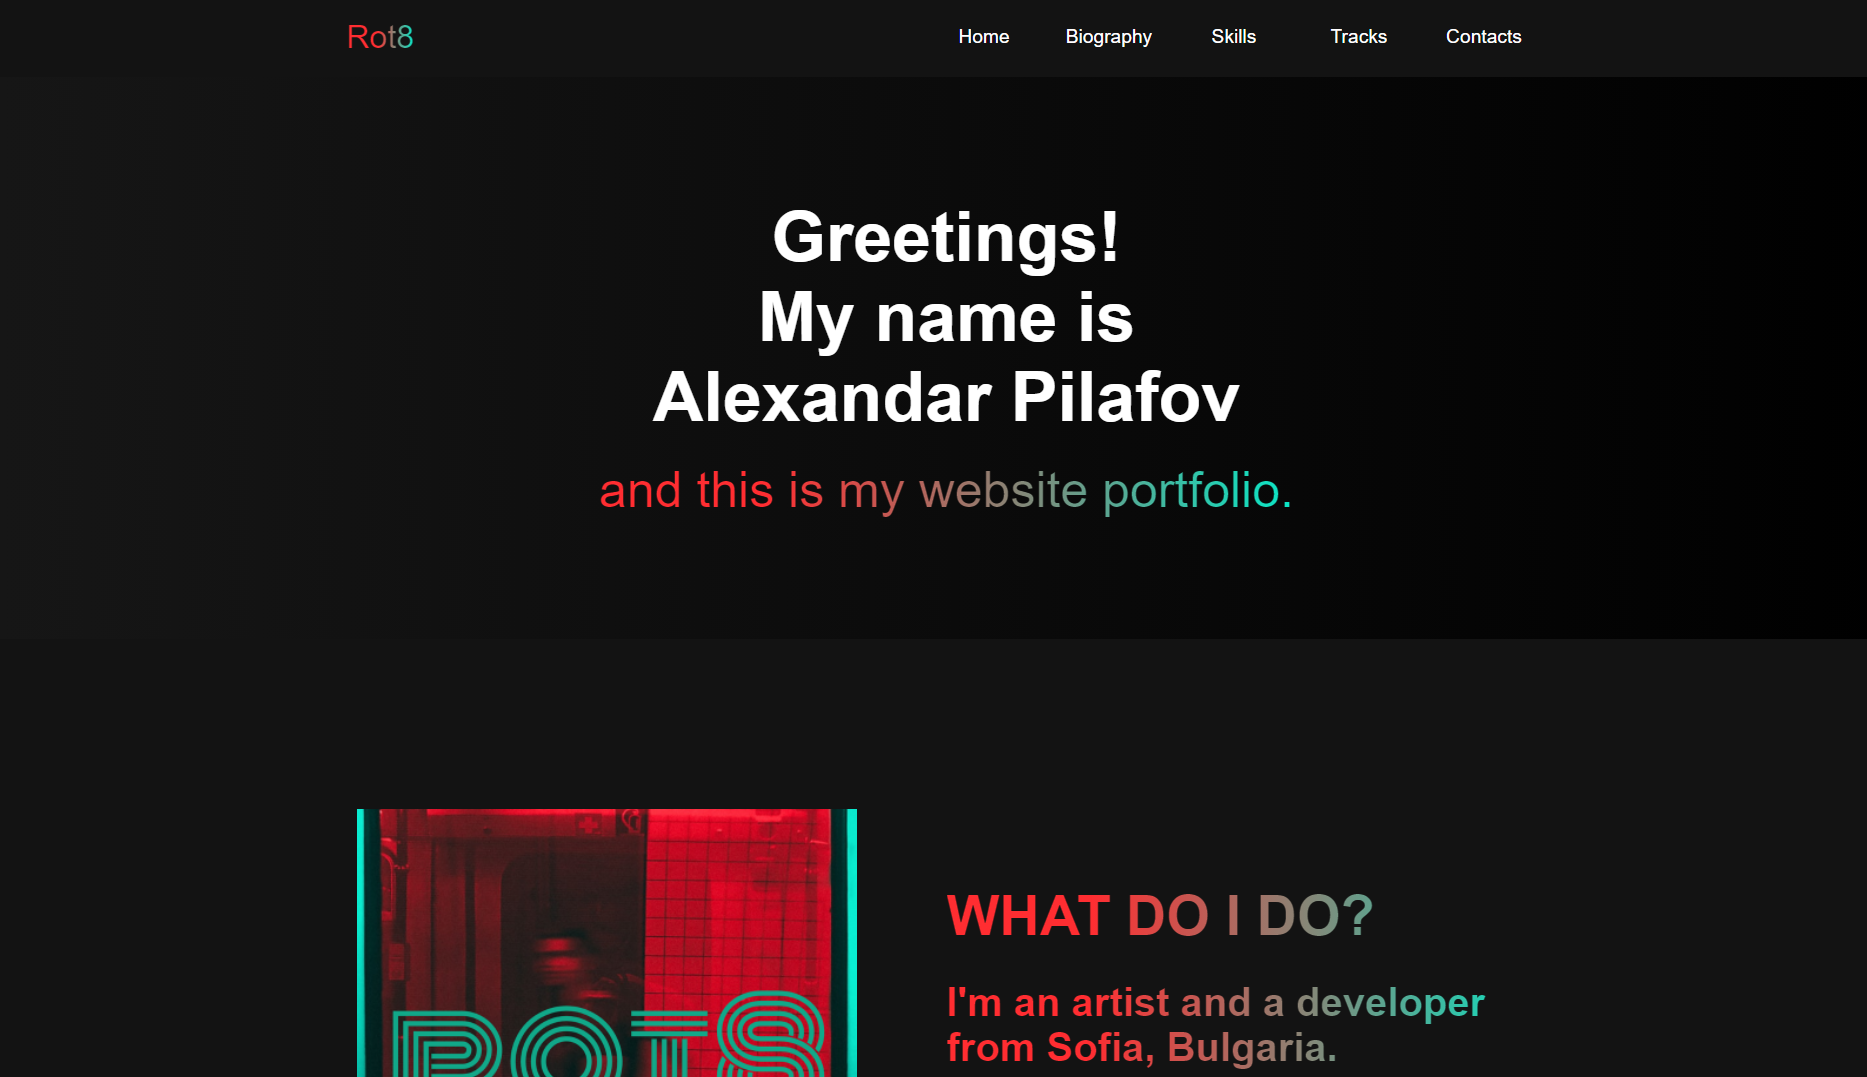 Rot8
Home
Biography
Skills
Tracks
Contacts
Greetings!
My name is
Alexandar Pilafov
and this is my website portfolio.
WHAT DO I DO?
I'm an artist and a developer
from Sofia, Bulgaria.